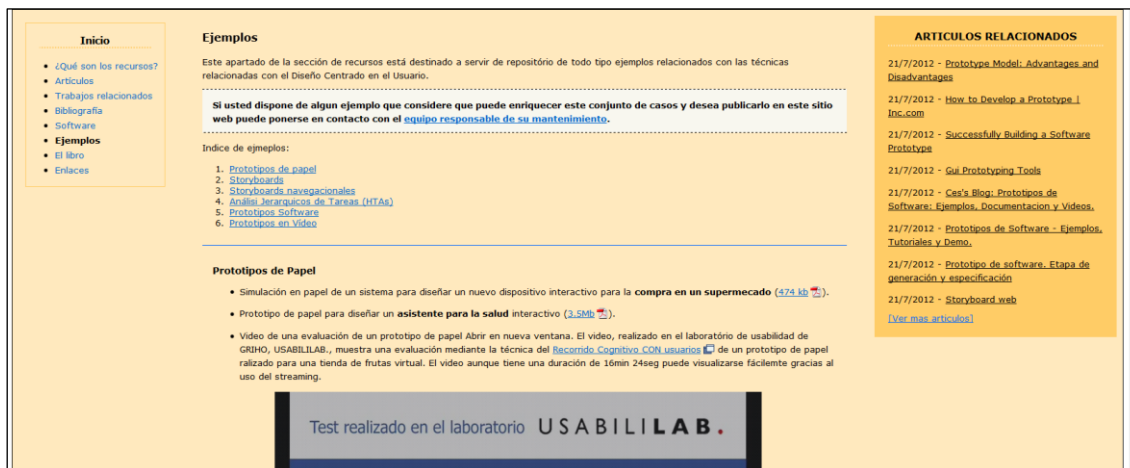 Inicio
¿Qué son los recursos?
Artículos
Trabajos relacionados
Bibliografía
Software
Ejemplos
El libro
Enlaces
Ejemplos
Este apartado de la sección de recursos está destinado a servir de repositório de todo tipo ejemplos relacionados con las técnicas
relacionadas con el Diseño Centrado en el Usuario.
Si usted dispone de algun ejemplo que considere que puede enriquecer este conjunto de casos y desea publicarlo en este sitio
web puede ponerse en contacto con el equipo responsable de su mantenimiento.
Indice de ejmeplos:
1. Prototipos de papel
2. Storyboards
3. Storyboards navegacionales
4. Análisi Jerarquicos de Tareas (HTAs)
5. Prototipos Software
6. Prototipos en Vídeo
Prototipos de Papel
Simulación en papel de un sistema para diseñar un nuevo dispositivo interactivo para la compra en un supermecado (474 kb).
Prototipo de papel para diseñar un asistente para la salud interactivo (3.5Mb).
Video de una evaluación de un prototipo de papel Abrir en nueva ventana. El video, realizado en el laboratório de usabilidad de
GRIHO, USABILILAB., muestra una evaluación mediante la técnica del Recorrido Cognitivo CON usuarios de un prototipo de papel
ralizado para una tienda de frutas virtual. El video aunque tiene una duración de 16min 24seg puede visualizarse fácilemte gracias al
uso del streaming.
Test realizado en el laboratorio USABILILAB.
ARTICULOS RELACIONADOS
21/7/2012 - Prototype Model: Advantages and
Disadvantages
21/7/2012 - How to Develop a Prototype |
Inc.com
21/7/2012 - Successfully Building a Software
Prototype
21/7/2012 - Gui Prototyping Tools
21/7/2012 - Ces's Blog: Prototipos de
Software: Ejemplos, Documentacion y Videos.
21/7/2012 - Prototipos de Software - Ejemplos,
Tutoriales y Demo.
21/7/2012 - Prototipo de software. Etapa de
generación y especificación
21/7/2012 - Storyboard web
[Ver mas articulos]